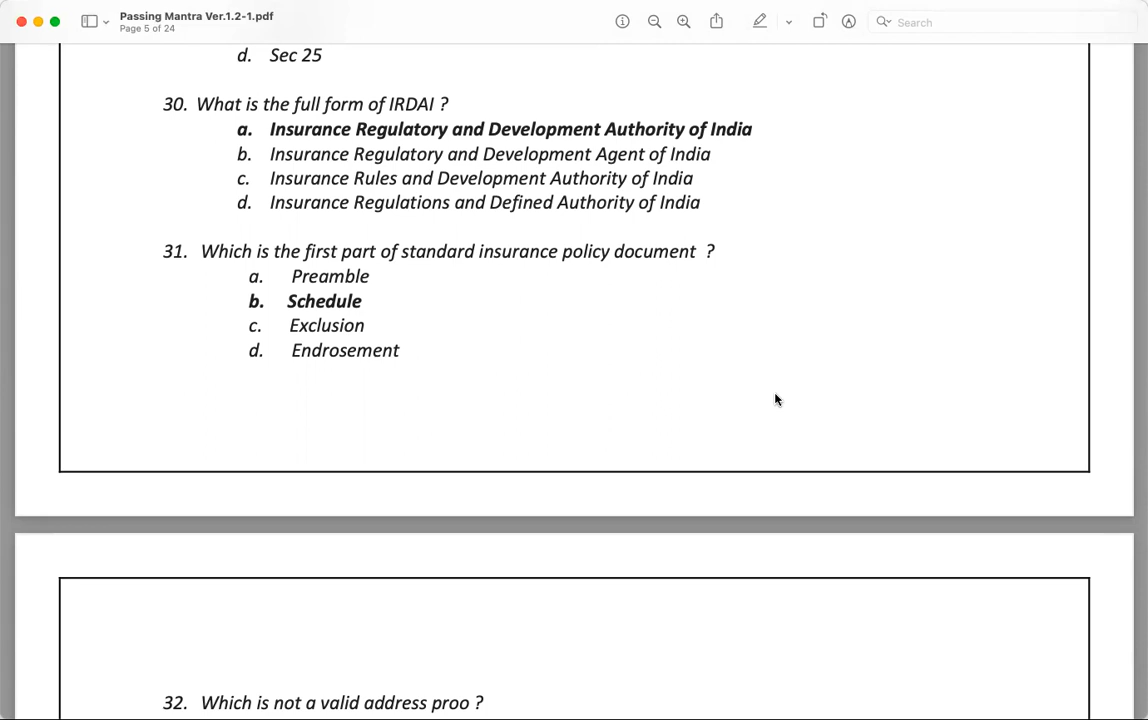 Passing Mantra Ver.1.2-1.pdf
Page 5 of 24
Search
d. Sec 25
30. What is the full form of IRDAI ?
a. Insurance Regulatory and Development Authority of India
b. Insurance Regulatory and Development Agent of India
c. Insurance Rules and Development Authority of India
d. Insurance Regulations and Defined Authority of India
31. Which is the first part of standard insurance policy document ?
a. Preamble
b. Schedule
c. Exclusion
d. Endrosement
32. Which is not a valid address proo ?